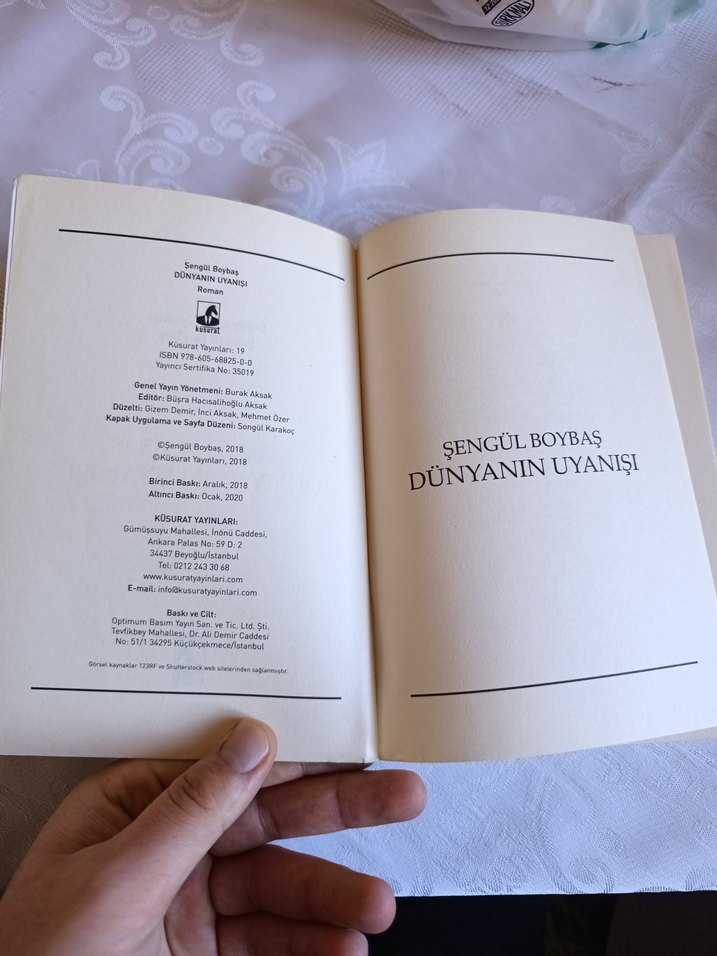 TÜRKMALI
Şengül Boybaş
DÜNYANIN UYANIŞI
Roman
küsurat
Küsurat Yayınları: 19
ISBN 978-605-68825-0-0
Yayıncı Sertifika No: 35019
Genel Yayın Yönetmeni: Burak Aksak
Editör: Büşra Hacısalihoğlu Aksak
Düzelti: Gizem Demir, İnci Aksak, Mehmet Özer
Kapak Uygulama ve Sayfa Düzeni: Songül Karakoç
©Şengül Boybaş, 2018
©Küsurat Yayınları, 2018
Birinci Baskı: Aralık, 2018
Altıncı Baskı: Ocak, 2020
KÜSURAT YAYINLARI:
Gümüşsuyu Mahallesi, İnönü Caddesi,
Ankara Palas No: 59 D: 2
34437 Beyoğlu/İstanbul
Tel: 0212 243 30 68
www.kusuratyayinlari.com
E-mail: info@kusuratyayinlari.com
Baskı ve Cilt:
Optimum Basım Yayın San. ve Tic. Ltd. Şti.
Tevfikbey Mahallesi, Dr. Ali Demir Caddesi
No: 51/1 34295 Küçükçekmece/İstanbul
Görsel kaynaklar 123RF ve Shutterstock web sitelerinden sağlanmıştır.
ŞENGÜL BOYBAŞ
DÜNYANIN UYANIŞI